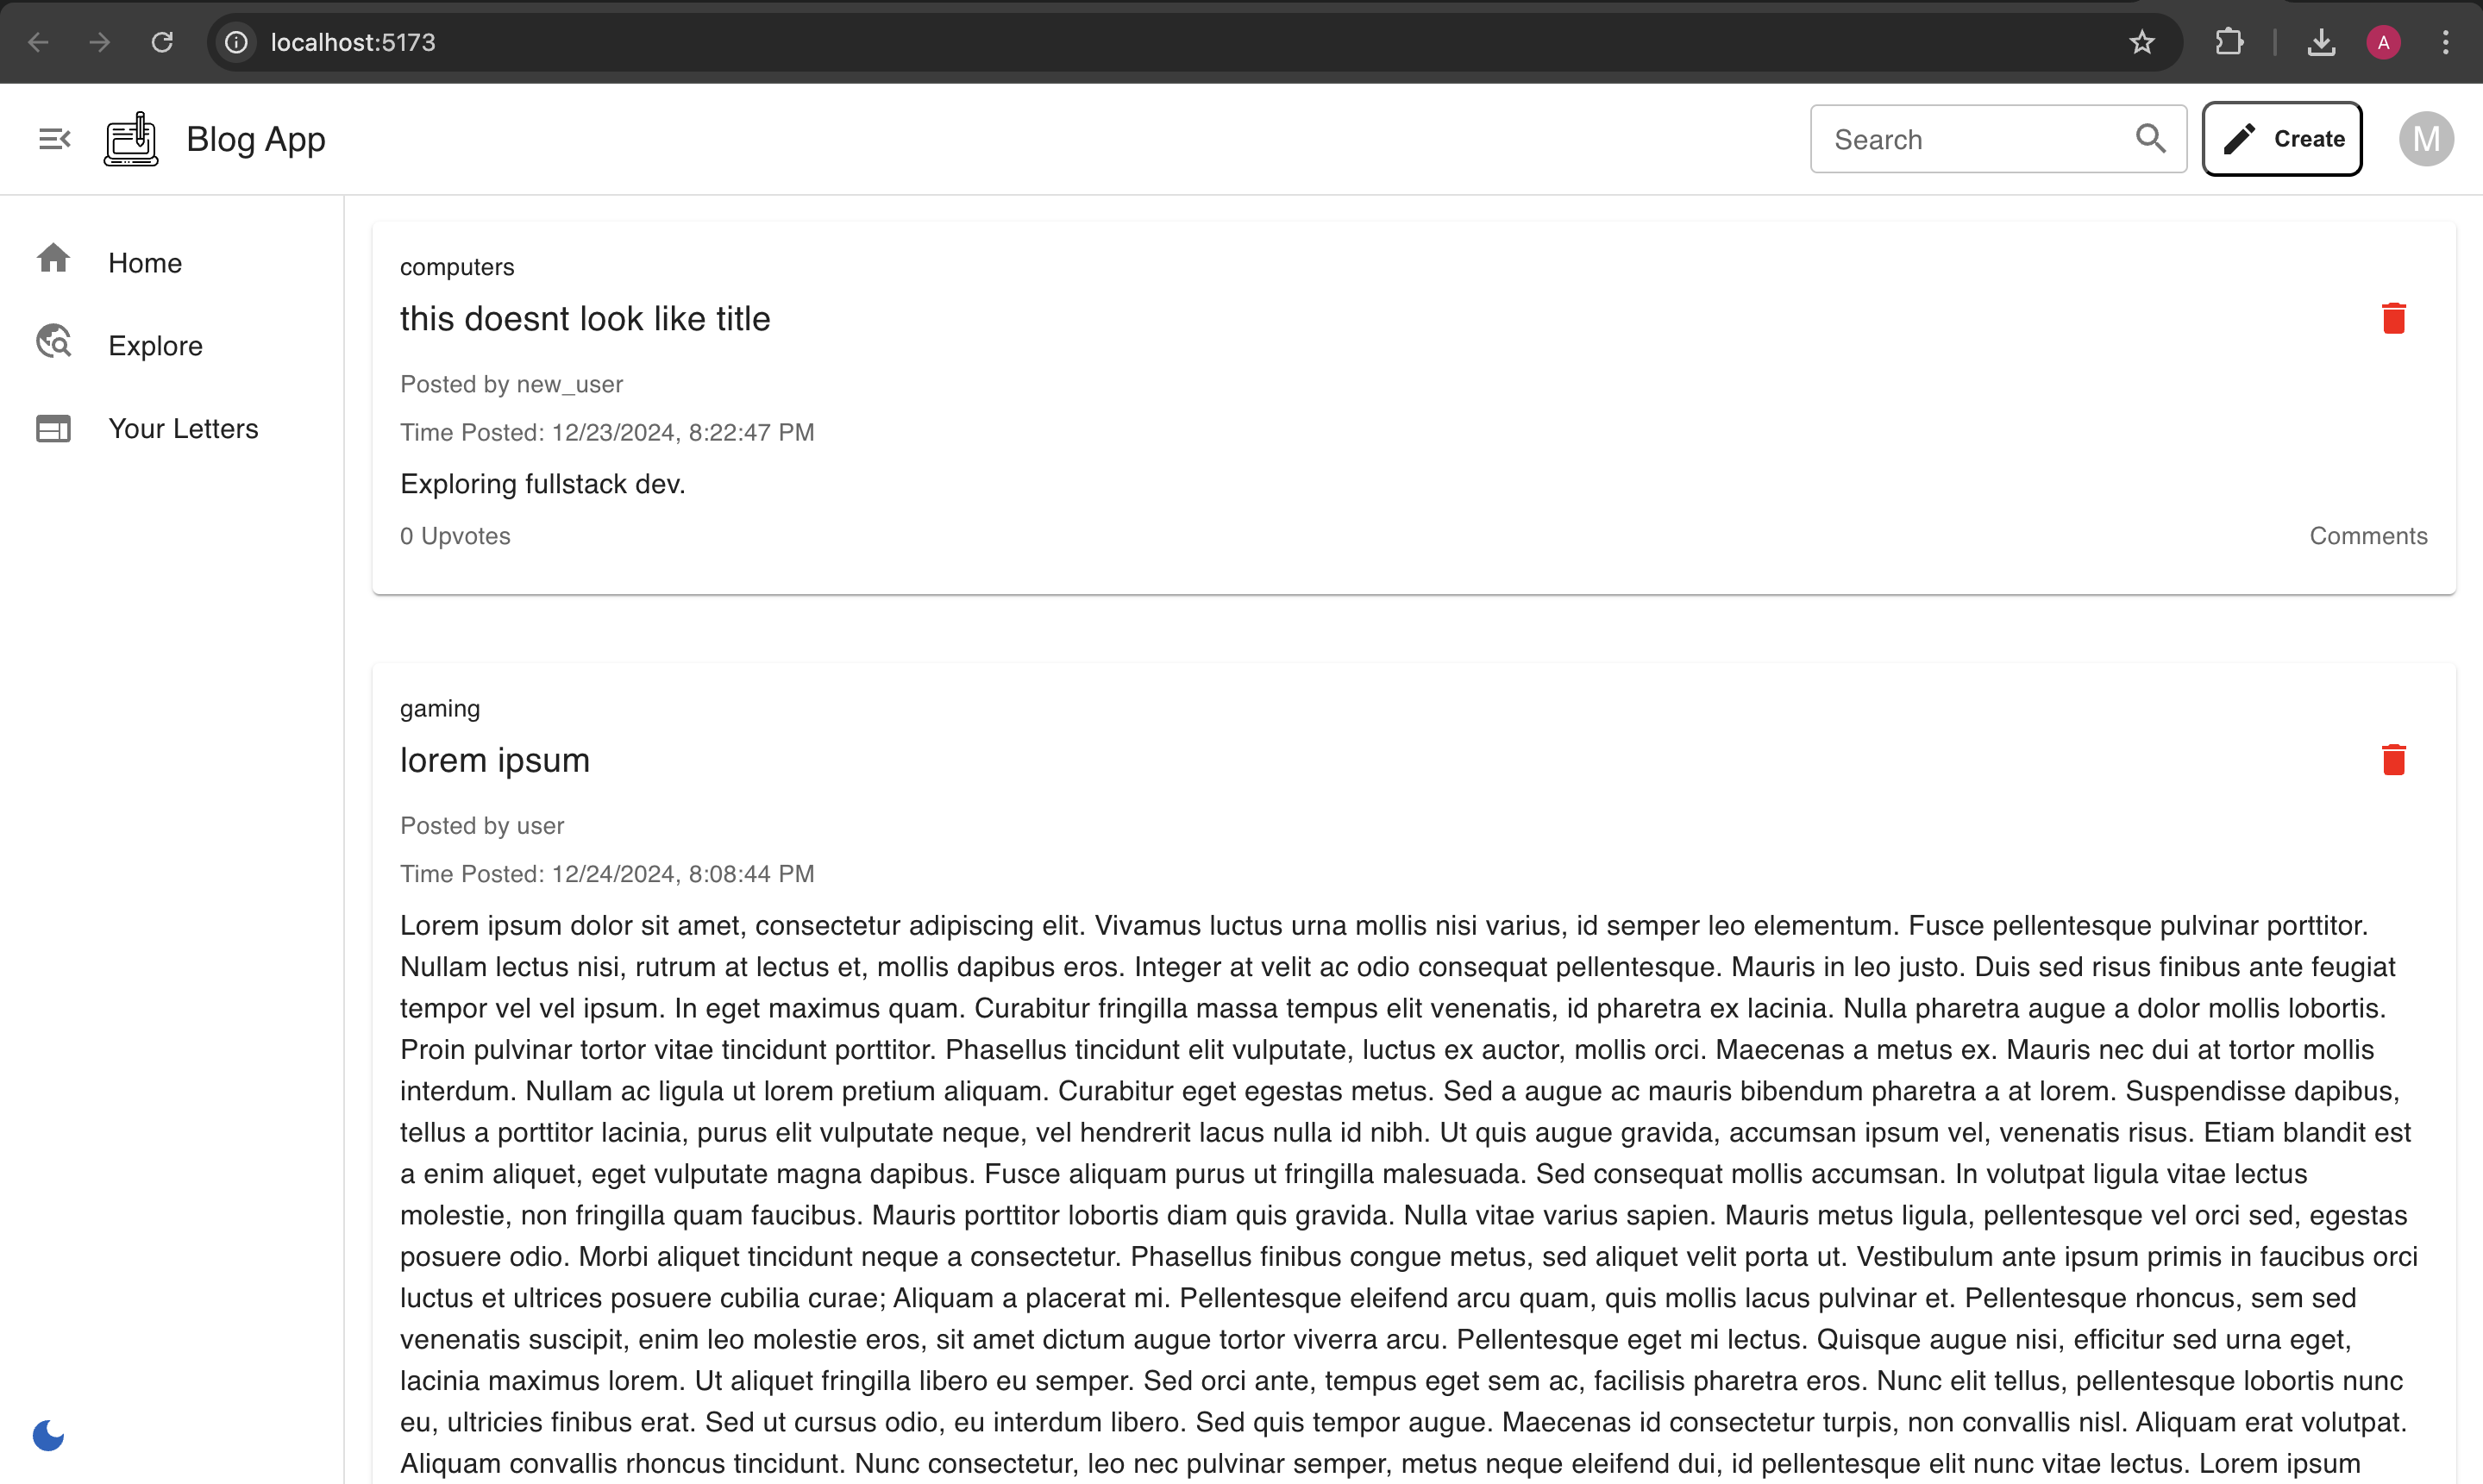 localhost:5173
A
Blog App
Search
Create
M
Home
Explore
Your Letters
computers
this doesnt look like title
Posted by new_user
Time Posted: 12/23/2024, 8:22:47 PM
Exploring fullstack dev.
0 Upvotes
Comments
gaming
lorem ipsum
Posted by user
Time Posted: 12/24/2024, 8:08:44 PM
Lorem ipsum dolor sit amet, consectetur adipiscing elit. Vivamus luctus urna mollis nisi varius, id semper leo elementum. Fusce pellentesque pulvinar porttitor.
Nullam lectus nisi, rutrum at lectus et, mollis dapibus eros. Integer at velit ac odio consequat pellentesque. Mauris in leo justo. Duis sed risus finibus ante feugiat
tempor vel vel ipsum. In eget maximus quam. Curabitur fringilla massa tempus elit venenatis, id pharetra ex lacinia. Nulla pharetra augue a dolor mollis lobortis.
Proin pulvinar tortor vitae tincidunt porttitor. Phasellus tincidunt elit vulputate, luctus ex auctor, mollis orci. Maecenas a metus ex. Mauris nec dui at tortor mollis
interdum. Nullam ac ligula ut lorem pretium aliquam. Curabitur eget egestas metus. Sed a augue ac mauris bibendum pharetra a at lorem. Suspendisse dapibus,
tellus a porttitor lacinia, purus elit vulputate neque, vel hendrerit lacus nulla id nibh. Ut quis augue gravida, accumsan ipsum vel, venenatis risus. Etiam blandit est
a enim aliquet, eget vulputate magna dapibus. Fusce aliquam purus ut fringilla malesuada. Sed consequat mollis accumsan. In volutpat ligula vitae lectus
molestie, non fringilla quam faucibus. Mauris porttitor lobortis diam quis gravida. Nulla vitae varius sapien. Mauris metus ligula, pellentesque vel orci sed, egestas
posuere odio. Morbi aliquet tincidunt neque a consectetur. Phasellus finibus congue metus, sed aliquet velit porta ut. Vestibulum ante ipsum primis in faucibus orci
luctus et ultrices posuere cubilia curae; Aliquam a placerat mi. Pellentesque eleifend arcu quam, quis mollis lacus pulvinar et. Pellentesque rhoncus, sem sed
venenatis suscipit, enim leo molestie eros, sit amet dictum augue tortor viverra arcu. Pellentesque eget mi lectus. Quisque augue nisi, efficitur sed urna eget,
lacinia maximus lorem. Ut aliquet fringilla libero eu semper. Sed orci ante, tempus eget sem ac, facilisis pharetra eros. Nunc elit tellus, pellentesque lobortis nunc
eu, ultricies finibus erat. Sed ut cursus odio, eu interdum libero. Sed quis tempor augue. Maecenas id consectetur turpis, non convallis nisl. Aliquam erat volutpat.
Aliquam convallis rhoncus tincidunt. Nunc consectetur, leo nec pulvinar semper, metus neque eleifend dui, id pellentesque elit nunc vitae lectus. Lorem ipsum